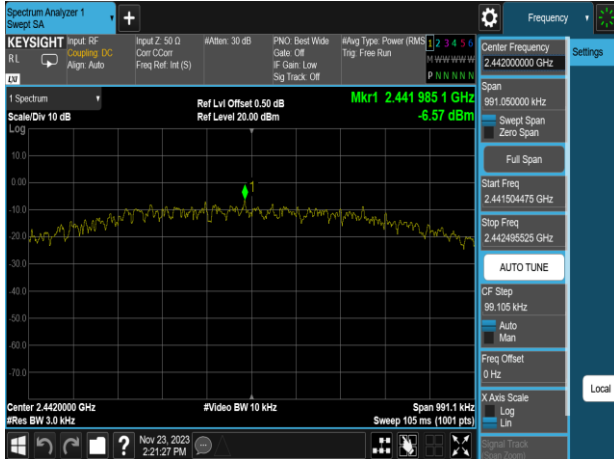 Spectrum Analyzer 1
Swept SA
Frequency
KEYSIGHT
RL
LXI
Input: RF
Coupling: DC
Align: Auto
Input Z: 50 Ω
Corr CCorr
Freq Ref: Int (S)
#Atten: 30 dB
PNO: Best Wide
Gate: Off
IF Gain: Low
Sig Track: Off
#Avg Type: Power (RMS
Trig: Free Run
1 2 3 4 5 6
M W W W W W
P N N N N N
1 Spectrum
Scale/Div 10 dB
Log
Ref Lvl Offset 0.50 dB
Ref Level 20.00 dBm
Mkr1 2.441 985 1 GHz
-6.57 dBm
10.0
0.00
-10.0
-20.0
-30.0
-40.0
-50.0
-60.0
-70.0
1
Center 2.4420000 GHz
#Res BW 3.0 kHz
#Video BW 10 kHz
Span 991.1 kHz
Sweep 105 ms (1001 pts)
Nov 23, 2023
2:21:27 PM
Center Frequency
2.442000000 GHz
Span
991.050000 kHz
Swept Span
Zero Span
Full Span
Start Freq
2.441504475 GHz
Stop Freq
2.442495525 GHz
AUTO TUNE
CF Step
99.105 kHz
Auto
Man
Freq Offset
0 Hz
X Axis Scale
Log
Lin
Signal Track
(Span Zoom)
Settings
Local